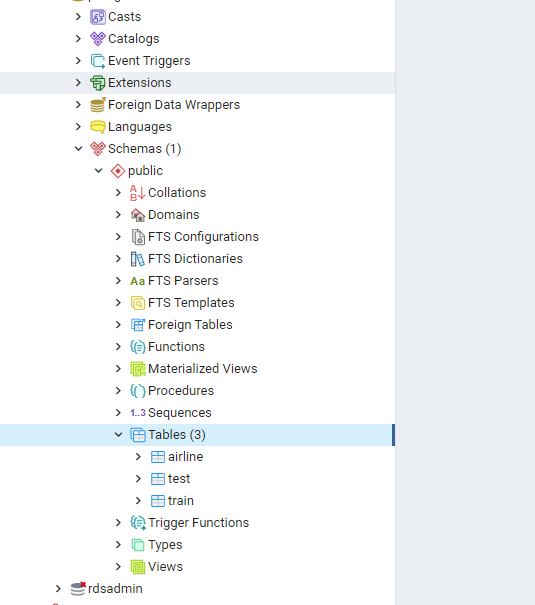 Casts
Catalogs
Event Triggers
Extensions
Foreign Data Wrappers
Languages
Schemas (1)
public
Collations
Domains
FTS Configurations
FTS Dictionaries
Aa FTS Parsers
FTS Templates
Foreign Tables
Functions
Materialized Views
Procedures
1..3 Sequences
Tables (3)
airline
test
train
Trigger Functions
Types
Views
rdsadmin